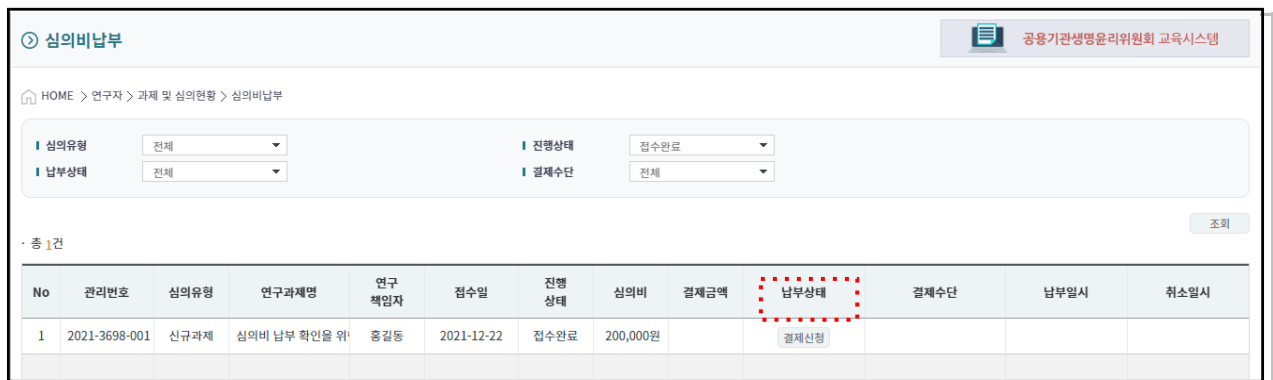 심의비납부
공용기관생명윤리위원회 교육시스템
HOME > 연구자 > 과제 및 심의현황 > 심의비납부
심의유형 전체 진행상태 접수완료
납부상태 전체 결제수단 전체
조회
· 총 1건
No 관리번호 심의유형 연구과제명 연구 책임자 접수일 진행 상태 심의비 결제금액 납부상태 결제수단 납부일시 취소일시
1 2021-3698-001 신규과제 심의비 납부 확인을 위 홍길동 2021-12-22 접수완료 200,000원 결제신청